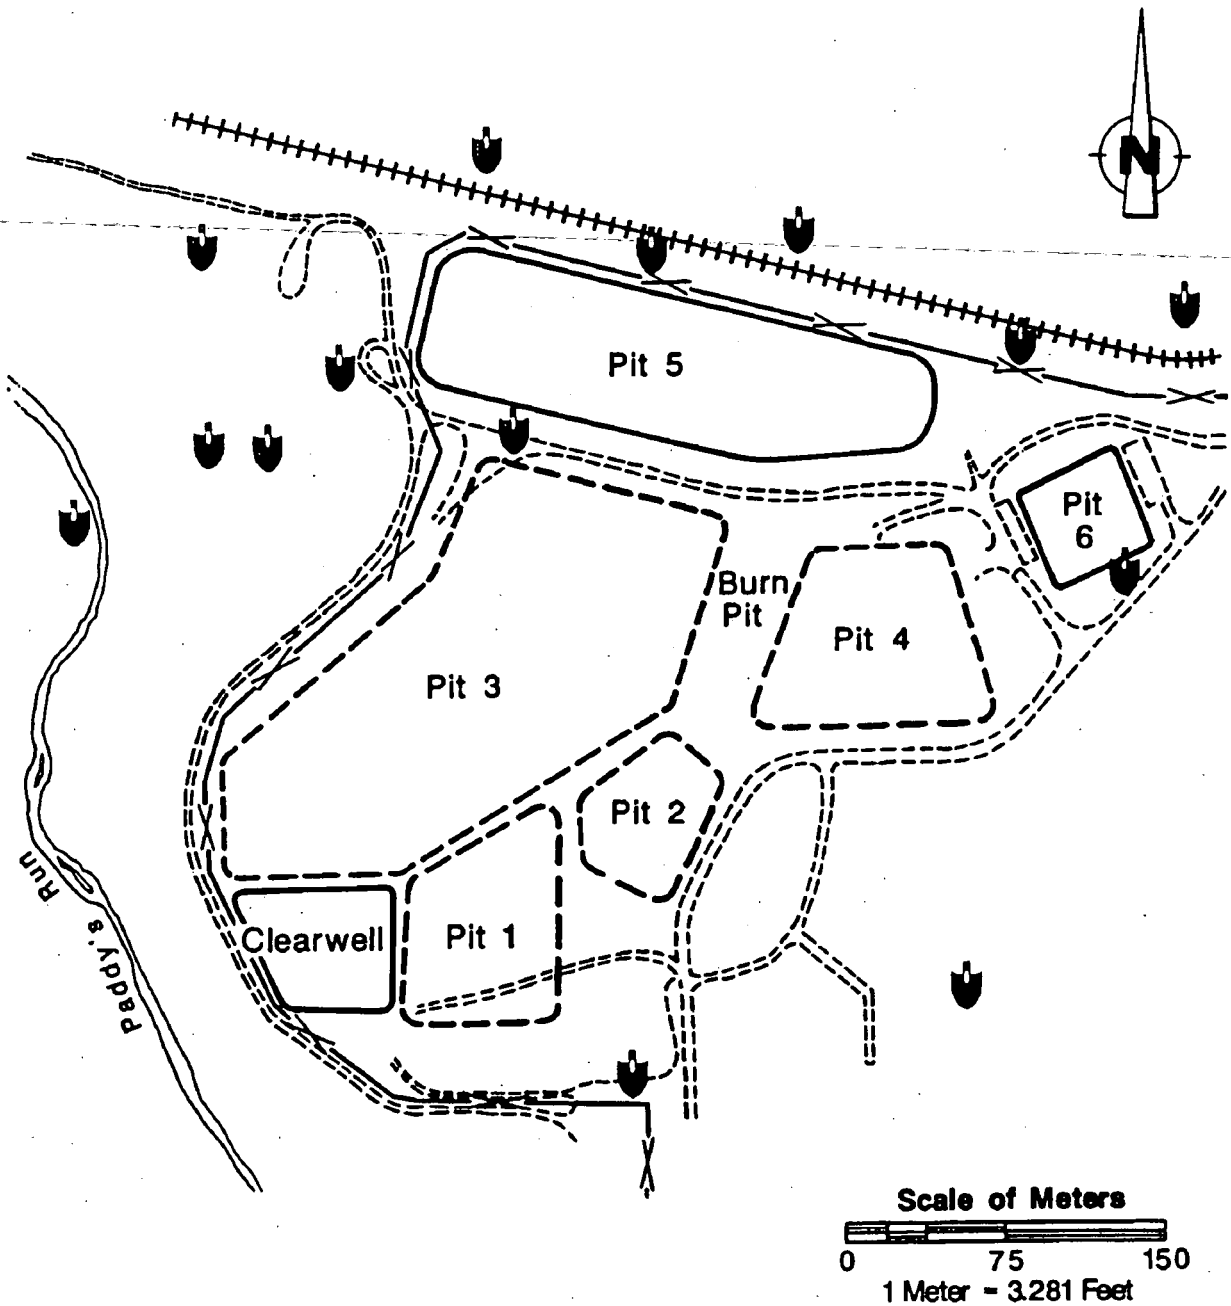 N
Pit 5
Pit
6
Burn
Pit
Pit 4
Pit 3
Pit 2
Run
Paddy's
Clearwell
Pit 1
Scale of Meters
0 75 150
1 Meter = 3.281 Feet